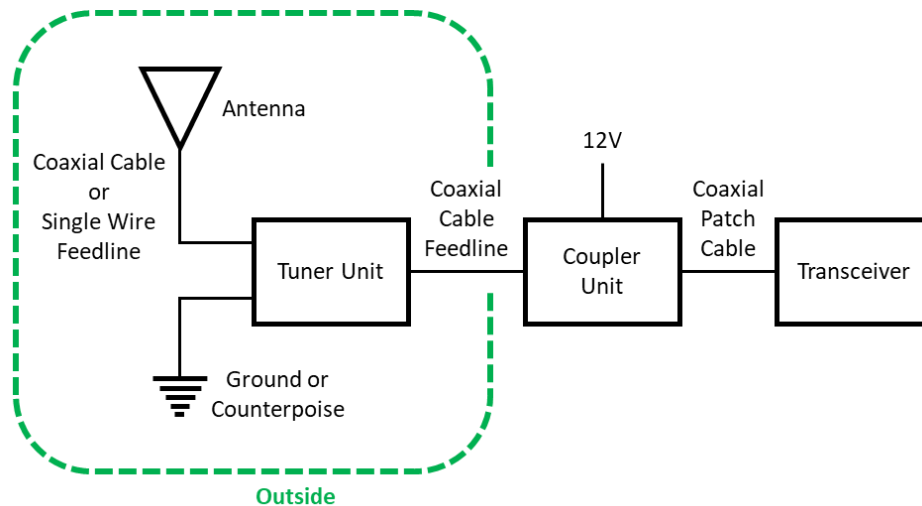 Antenna
Coaxial Cable
or
Single Wire
Feedline
Tuner Unit
Ground or
Counterpoise
Outside
Coaxial
Cable
Feedline
12V
Coupler
Unit
Coaxial
Patch
Cable
Transceiver